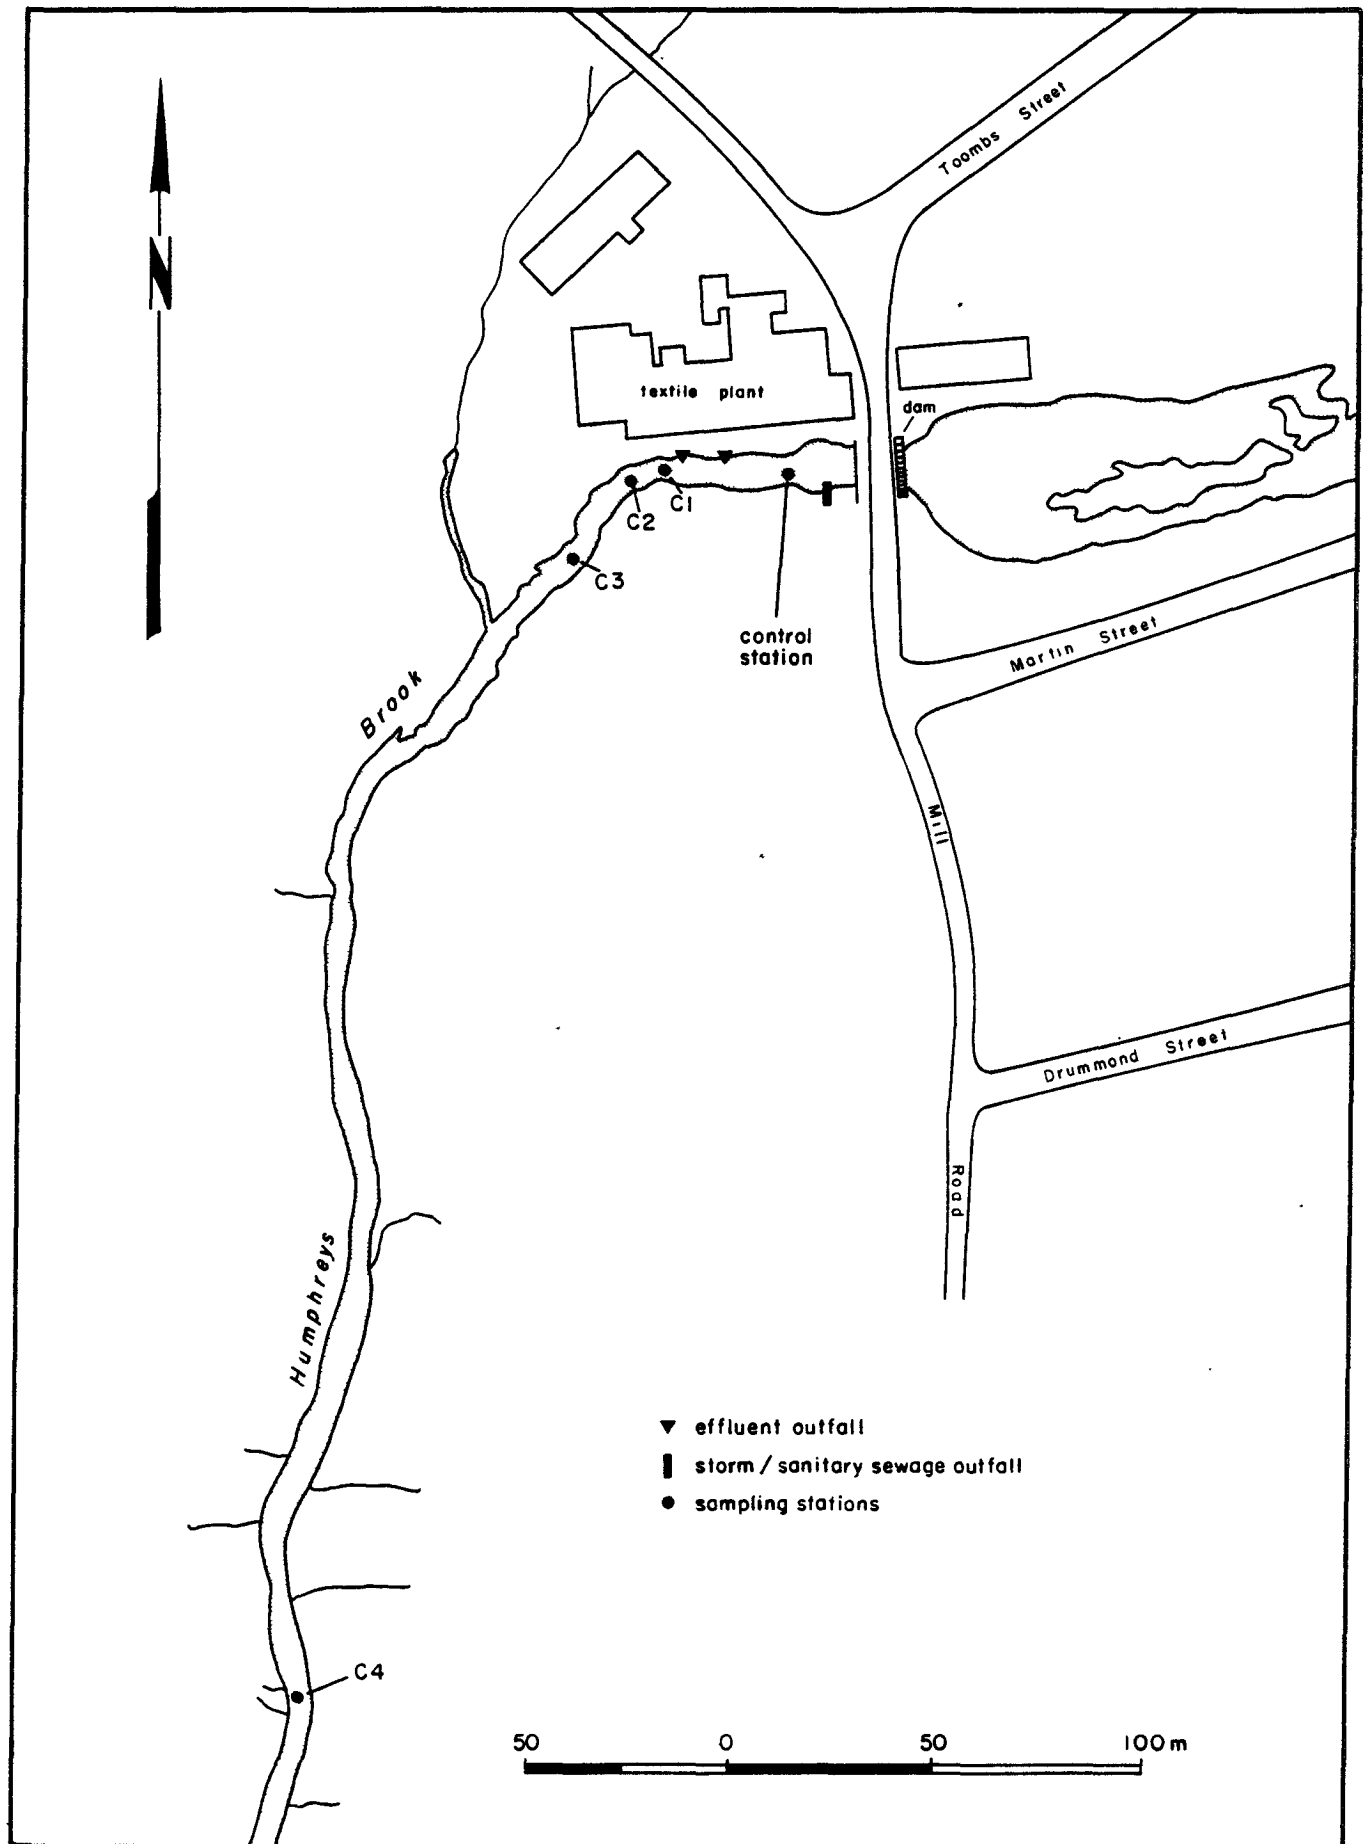 Toombs Street
N
textile plant
dam
C1
C2
C3
control
station
Martin Street
Brook
Mill
Drummond Street
Road
Humphreys
effluent outfall
storm / sanitary sewage outfall
sampling stations
C4
50 0 50 100 m